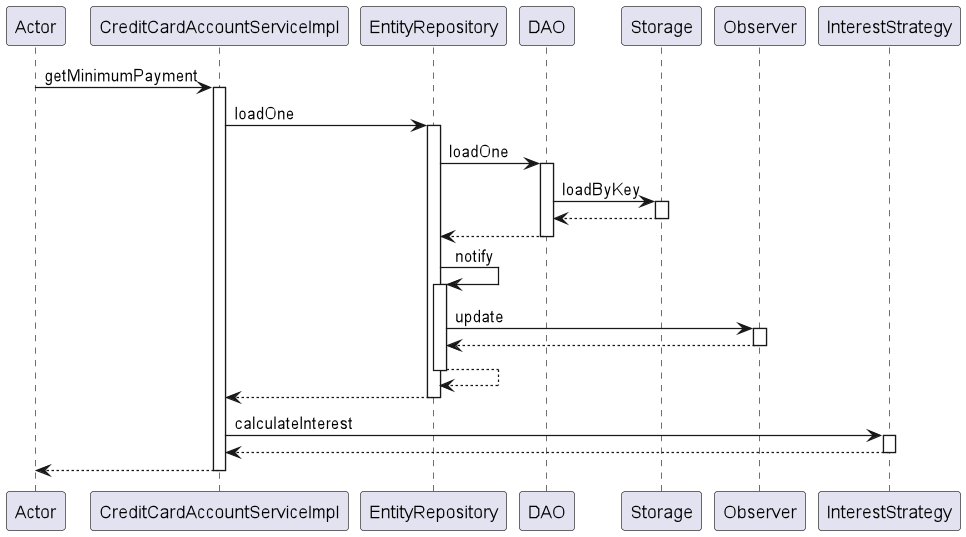 Actor CreditCardAccountServiceImpl EntityRepository DAO Storage Observer InterestStrategy
getMinimumPayment
loadOne
loadOne
loadByKey
notify
update
calculateInterest
Actor CreditCardAccountServiceImpl EntityRepository DAO Storage Observer InterestStrategy